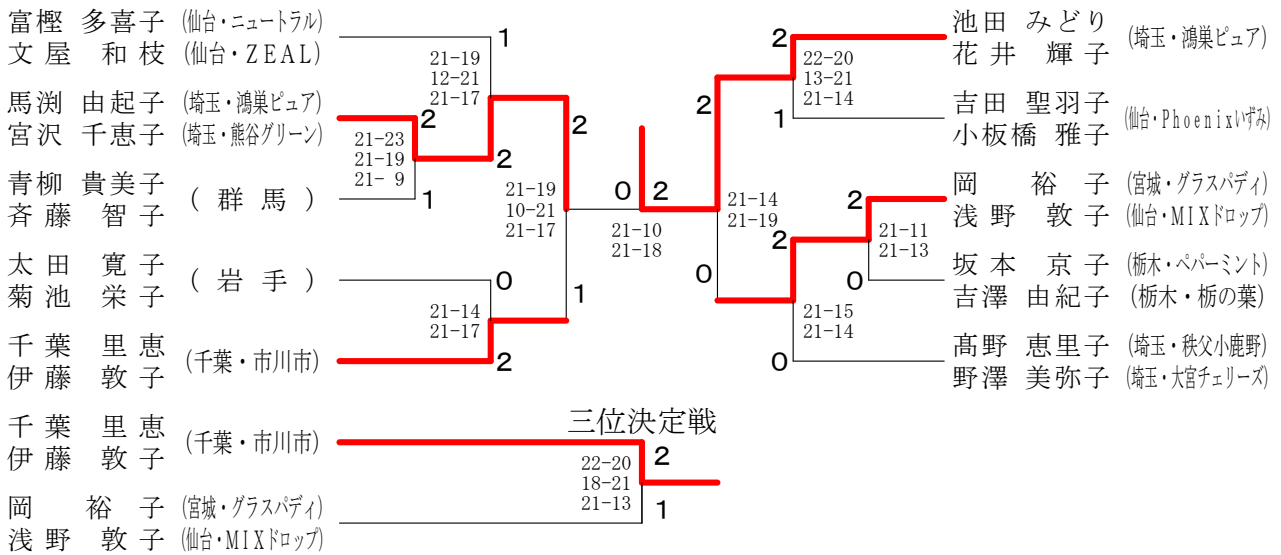 富樫 多喜子 (仙台・ニュートラル)
文屋 和枝 (仙台・ZEAL)
1
21-19
12-21
21-17
馬渕 由起子 (埼玉・鴻巣ピュア)
宮沢 千恵子 (埼玉・熊谷グリーン)
2
21-23
21-19
21- 9
2
青柳 貴美子
斉藤 智子
(群馬)
1
2
21-19
10-21
21-17
太田 寛子
菊池 栄子
(岩手)
0
21-14
21-17
1
千葉 里恵
伊藤 敦子
(千葉・市川市)
2
0
2
21-10
21-18
池田 みどり
花井 輝子
(埼玉・鴻巣ピュア)
2
22-20
13-21
21-14
2
吉田 聖羽子
小板橋 雅子
(仙台・Phoenixいずみ)
1
21-14
21-19
岡 裕子 (宮城・グラスパディ)
浅野 敦子 (仙台・MIXドロップ)
2
21-11
21-13
2
坂本 京子 (栃木・ペパーミント)
吉澤 由紀子 (栃木・栃の葉)
0
0
21-15
21-14
髙野 恵里子 (埼玉・秩父小鹿野)
野澤 美弥子 (埼玉・大宮チェリーズ)
0
三位決定戦
千葉 里恵
伊藤 敦子
(千葉・市川市)
2
22-20
18-21
21-13
1
岡 裕子 (宮城・グラスパディ)
浅野 敦子 (仙台・MIXドロップ)